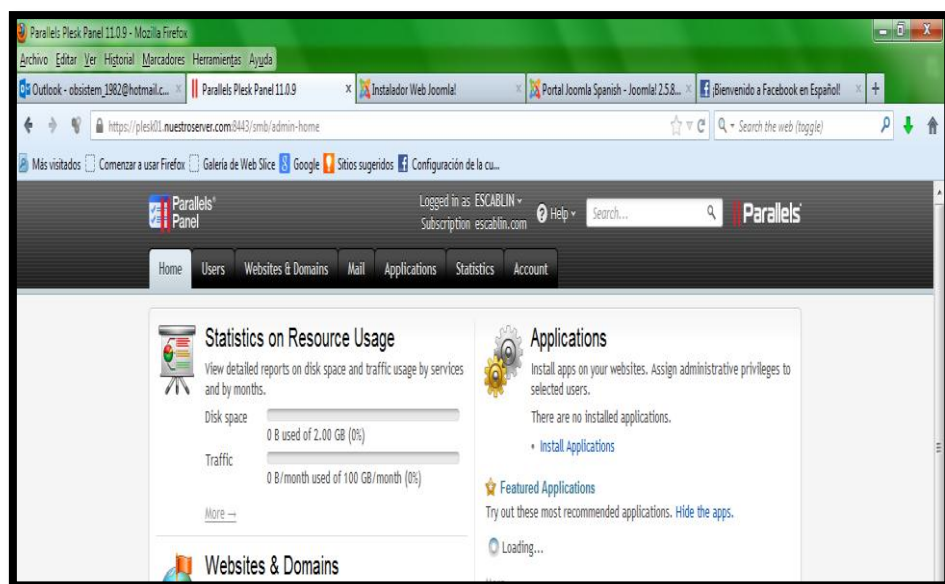 Parallels Plesk Panel 11.0.9 - Mozilla Firefox
Archivo Editar Ver Historial Marcadores Herramientas Ayuda
Outlook - obsistem_1982@hotmail.c... Parallels Plesk Panel 11.0.9 Instalador Web Joomla! Portal Joomla Spanish - Joomla! 2.5.8... Bienvenido a Facebook en Español!
https://plesk01.nuestroserver.com:8443/smb/admin-home Search the web (toggle)
Más visitados Comenzar a usar Firefox Galería de Web Slice Google Sitios sugeridos Configuración de la cu...
Parallels® Panel
Logged in as ESCABLIN
Subscription escablin.com
Help Search... Parallels
Home Users Websites & Domains Mail Applications Statistics Account
Statistics on Resource Usage
View detailed reports on disk space and traffic usage by services
and by months.
Disk space
0 B used of 2.00 GB (0%)
Traffic
0 B/month used of 100 GB/month (0%)
More →
Websites & Domains
Applications
Install apps on your websites. Assign administrative privileges to
selected users.
There are no installed applications.
• Install Applications
Featured Applications
Try out these most recommended applications. Hide the apps.
Loading...